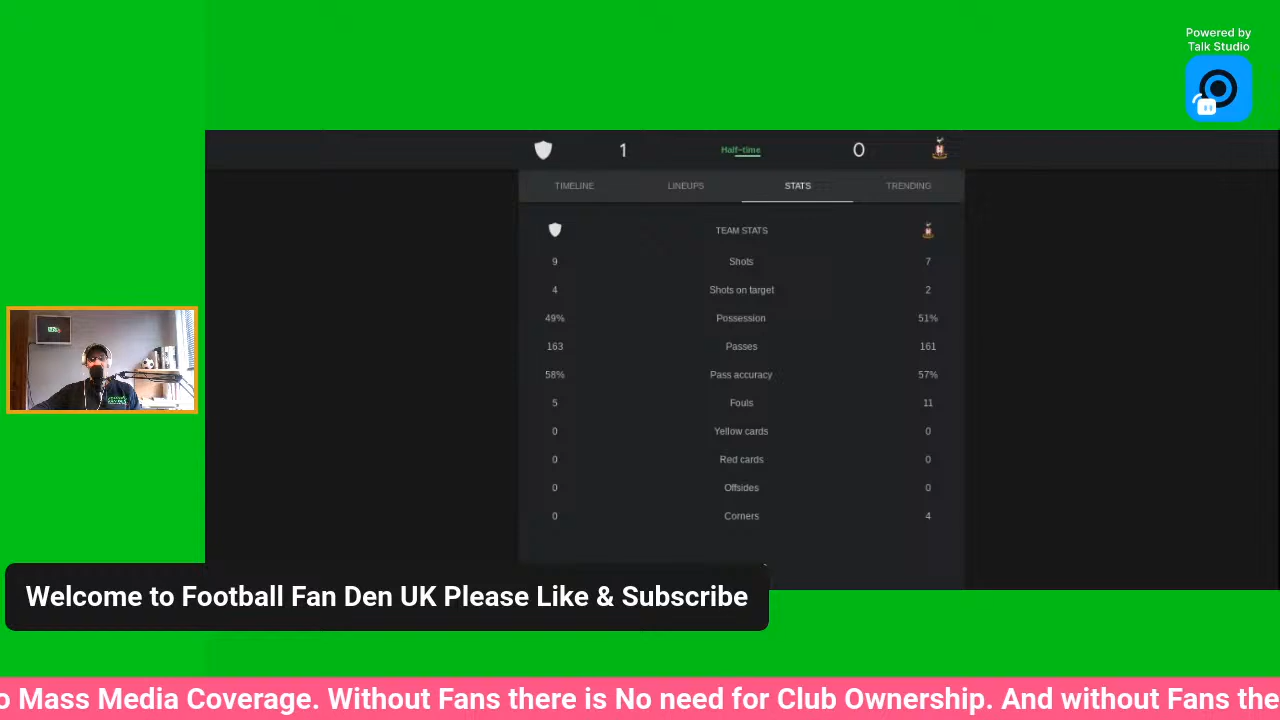 Powered by
Talk Studio
1 Half-time 0
TIMELINE LINEUPS STATS TRENDING
TEAM STATS
9 Shots 7
4 Shots on target 2
49% Possession 51%
163 Passes 161
58% Pass accuracy 57%
5 Fouls 11
0 Yellow cards 0
0 Red cards 0
0 Offsides 0
0 Corners 4
Welcome to Football Fan Den UK Please Like & Subscribe
o Mass Media Coverage. Without Fans there is No need for Club Ownership. And without Fans the